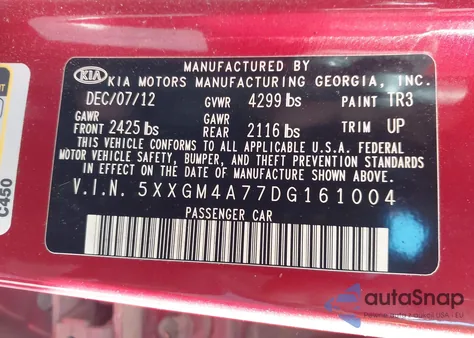 MANUFACTURED BY
KIA KIA MOTORS MANUFACTURING GEORGIA, INC.
DEC/07/12 GVWR 4299 lbs PAINT TR3
GAWR GAWR
FRONT 2425 lbs REAR 2116 lbs TRIM UP
THIS VEHICLE CONFORMS TO ALL APPLICABLE U.S.A. FEDERAL
MOTOR VEHICLE SAFETY, BUMPER, AND THEFT PREVENTION STANDARDS
IN EFFECT ON THE DATE OF MANUFACTURE SHOWN ABOVE.
V.I.N. 5XXGM4A77DG161004
PASSENGER CAR
C450
autoSnap